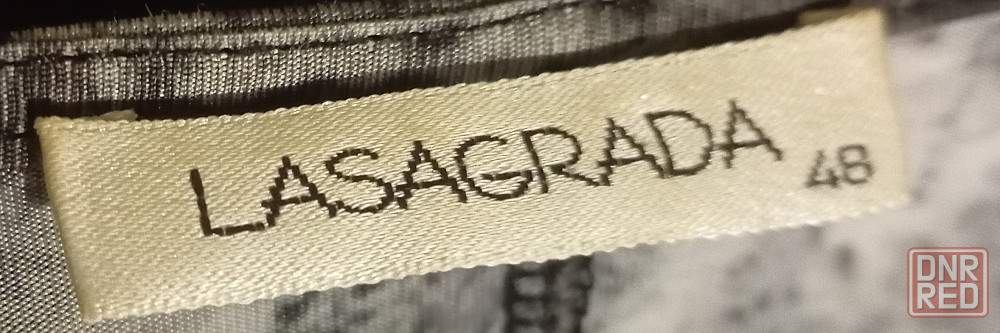 LASAGRADA
48
DNR
RED